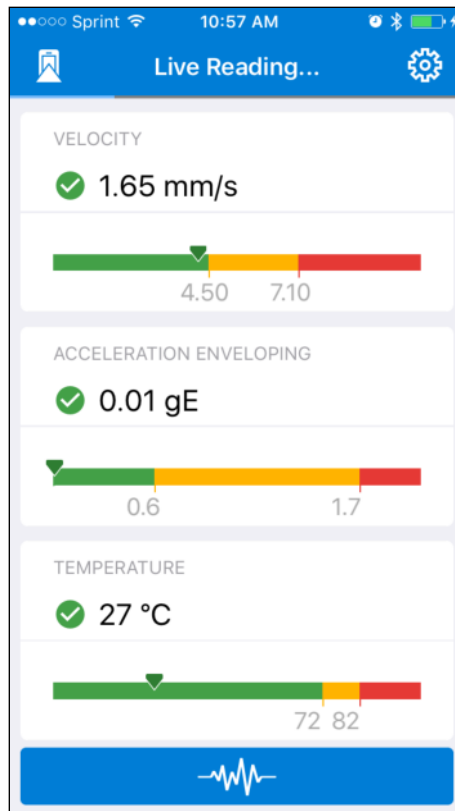 Sprint 10:57 AM
Live Reading...
VELOCITY
1.65 mm/s
4.50 7.10
ACCELERATION ENVELOPING
0.01 gE
0.6 1.7
TEMPERATURE
27 °C
72 82